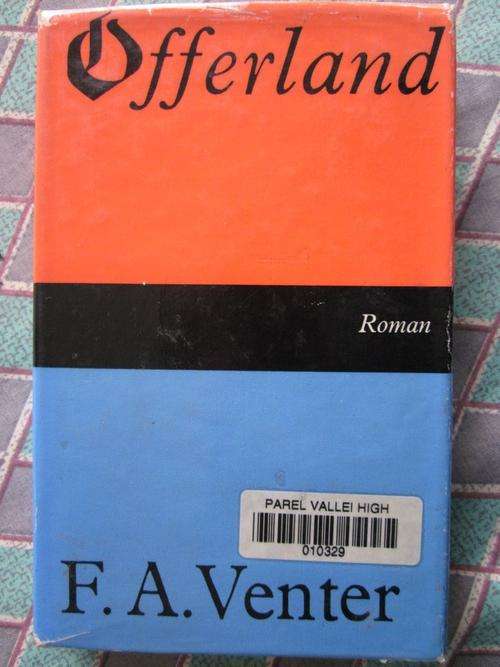 Offerland
Roman
PAREL VALLEI HIGH
010329
F. A. Venter